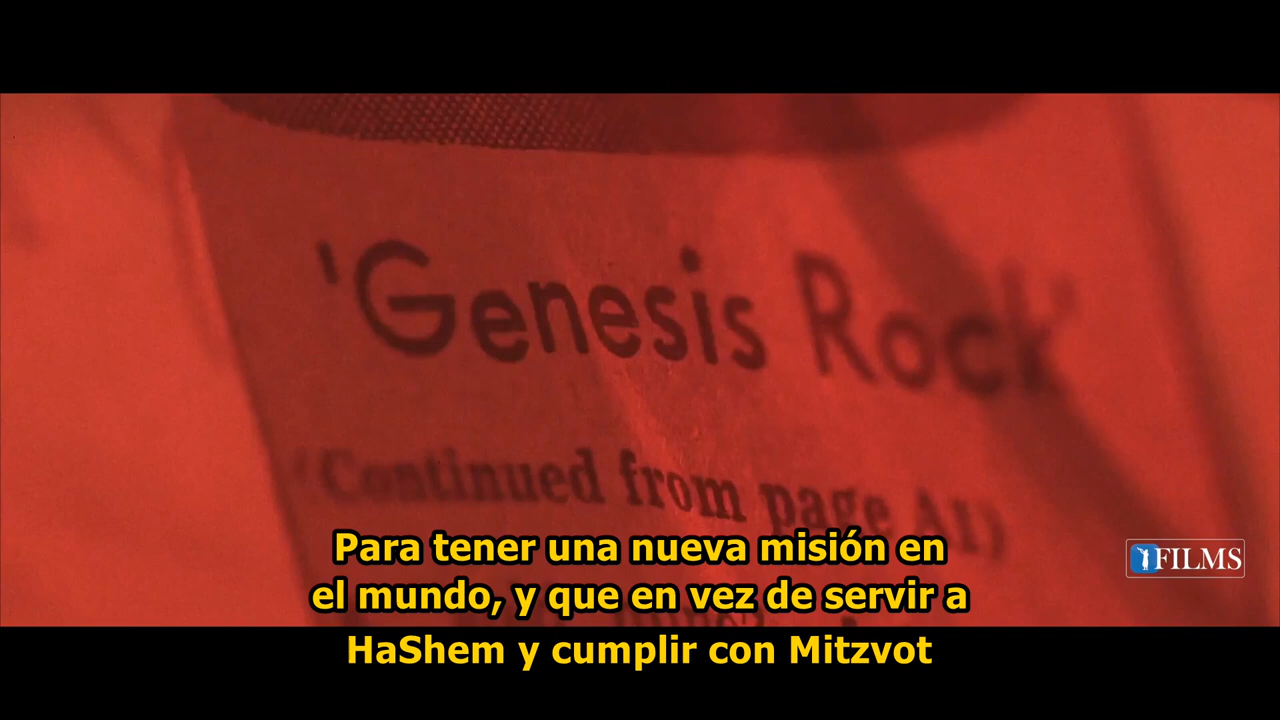 'Genesis Rock'
(Continued from page A1)
Para tener una nueva misión en
el mundo, y que en vez de servir a
HaShem y cumplir con Mitzvot
FILMS